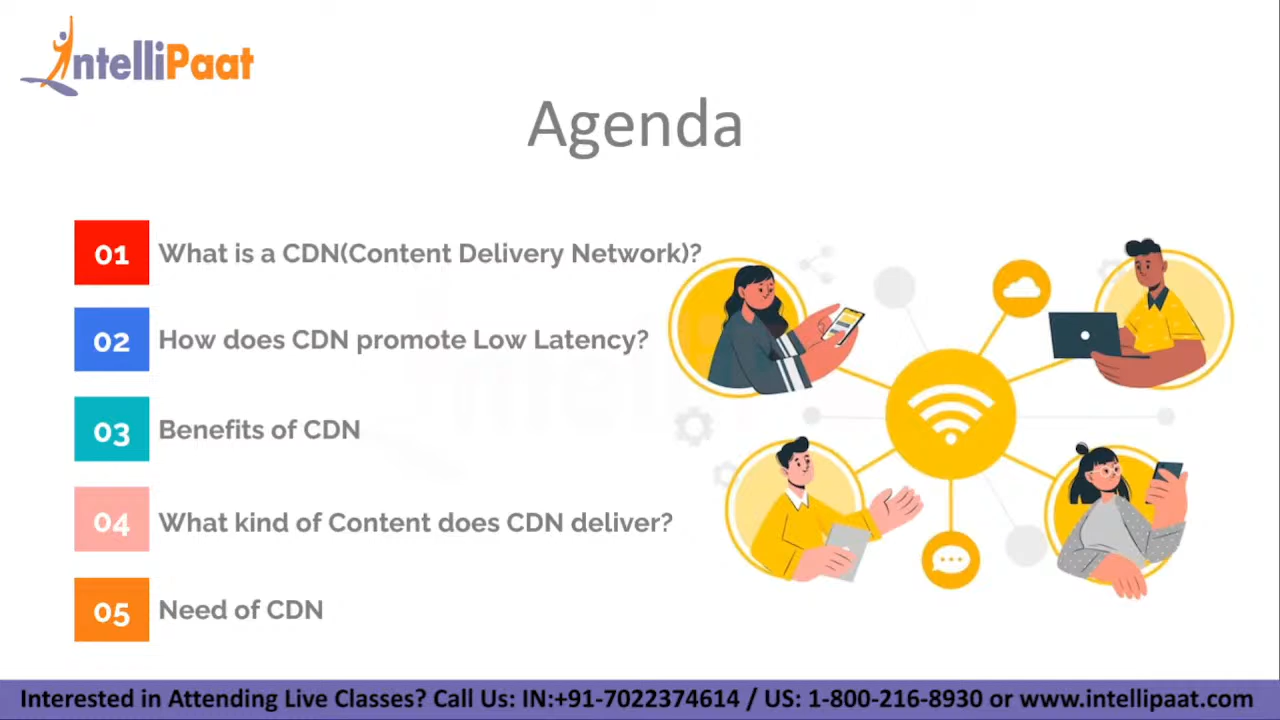 IntelliPaat
Agenda
01 What is a CDN(Content Delivery Network)?
02 How does CDN promote Low Latency?
03 Benefits of CDN
04 What kind of Content does CDN deliver?
05 Need of CDN
Interested in Attending Live Classes? Call Us: IN:+91-7022374614 / US: 1-800-216-8930 or www.intellipaat.com